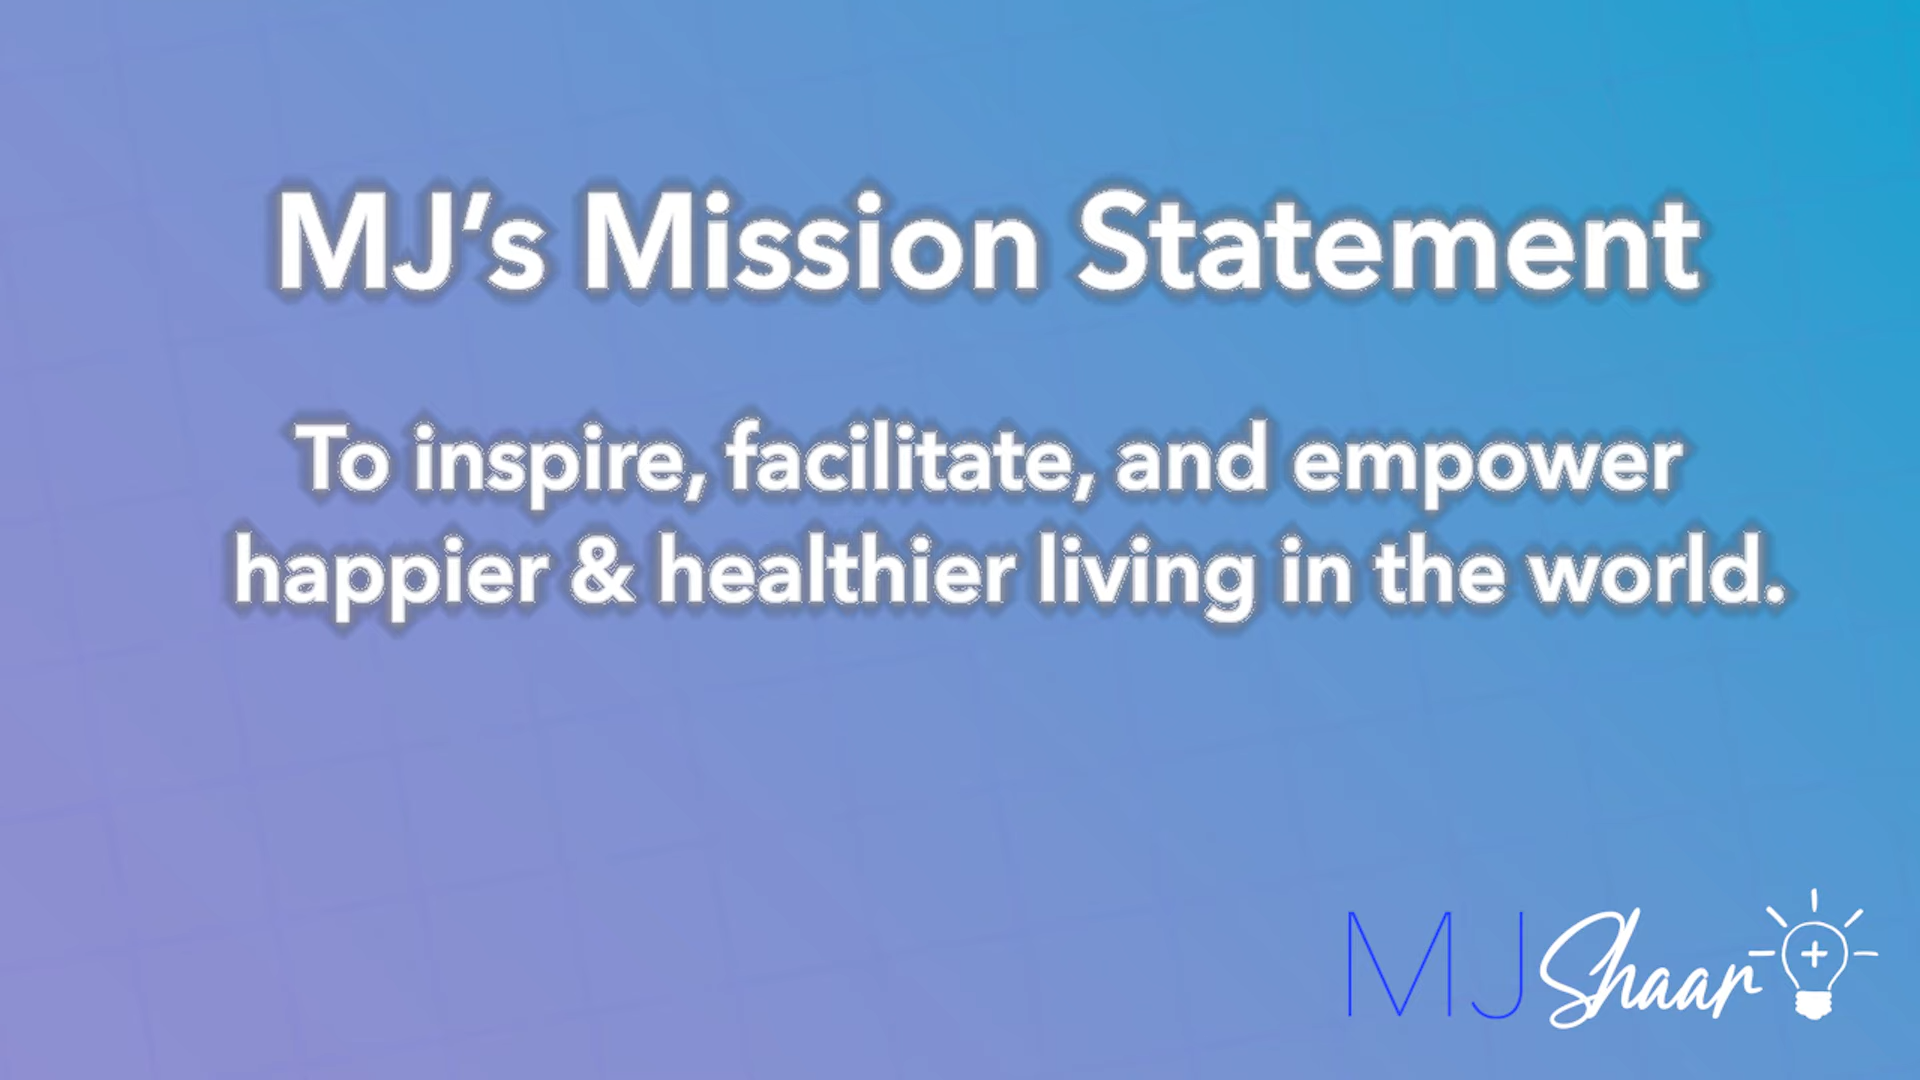 MJ’s Mission Statement
To inspire, facilitate, and empower
happier & healthier living in the world.
MJ Shaar